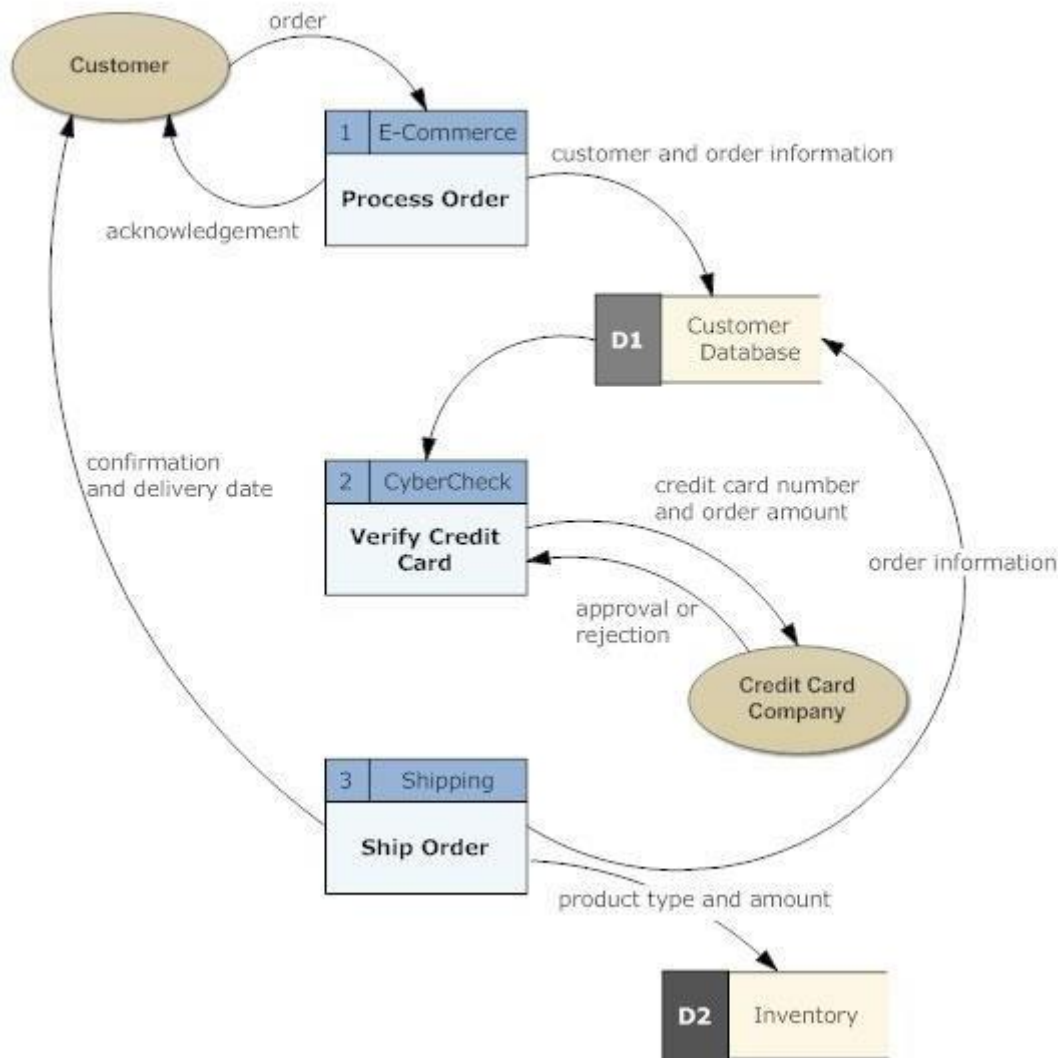 order
Customer
1 E-Commerce
Process Order
customer and order information
acknowledgement
D1
Customer
Database
confirmation
and delivery date
2 CyberCheck
Verify Credit
Card
credit card number
and order amount
order information
approval or
rejection
Credit Card
Company
3 Shipping
Ship Order
product type and amount
D2 Inventory